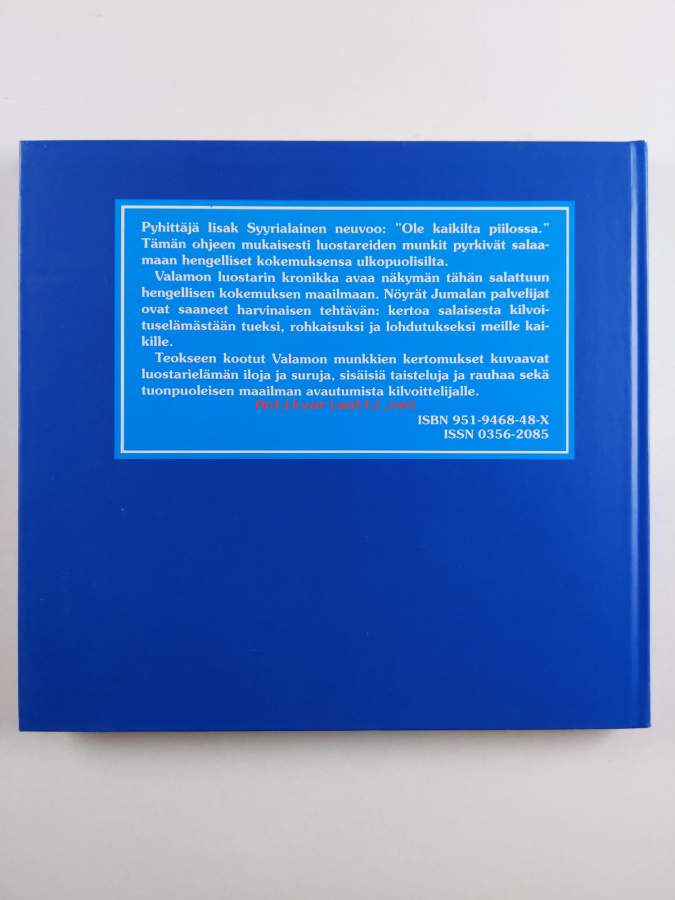 Pyhittäjä Iisak Syyrialainen neuvoo: "Ole kaikilta piilossa."
Tämän ohjeen mukaisesti luostareiden munkit pyrkivät salaa-
maan hengelliset kokemuksensa ulkopuolisilta.
Valamon luostarin kronikka avaa näkymän tähän salattuun
hengellisen kokemuksen maailmaan. Nöyrät Jumalan palvelijat
ovat saaneet harvinaisen tehtävän: kertoa salaisesta kilvoi-
tuselämästään tueksi, rohkaisuksi ja lohdutukseksi meille kai-
kille.
Teokseen kootut Valamon munkkien kertomukset kuvaavat
luostarielämän iloja ja suruja, sisäisiä taisteluja ja rauhaa sekä
tuonpuoleisen maailman avautumista kilvoittelijalle.
Antikvariaatti.net
ISBN 951-9468-48-X
ISSN 0356-2085